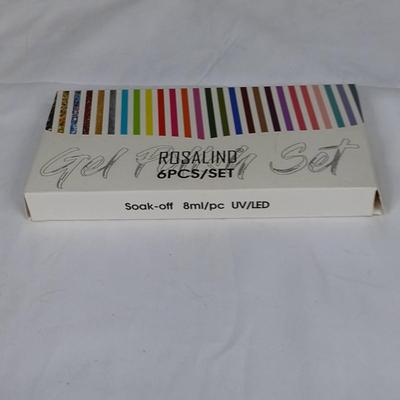 Gel Polish Set
ROSALIND
6PCS/SET
Soak-off 8ml/pc UV/LED